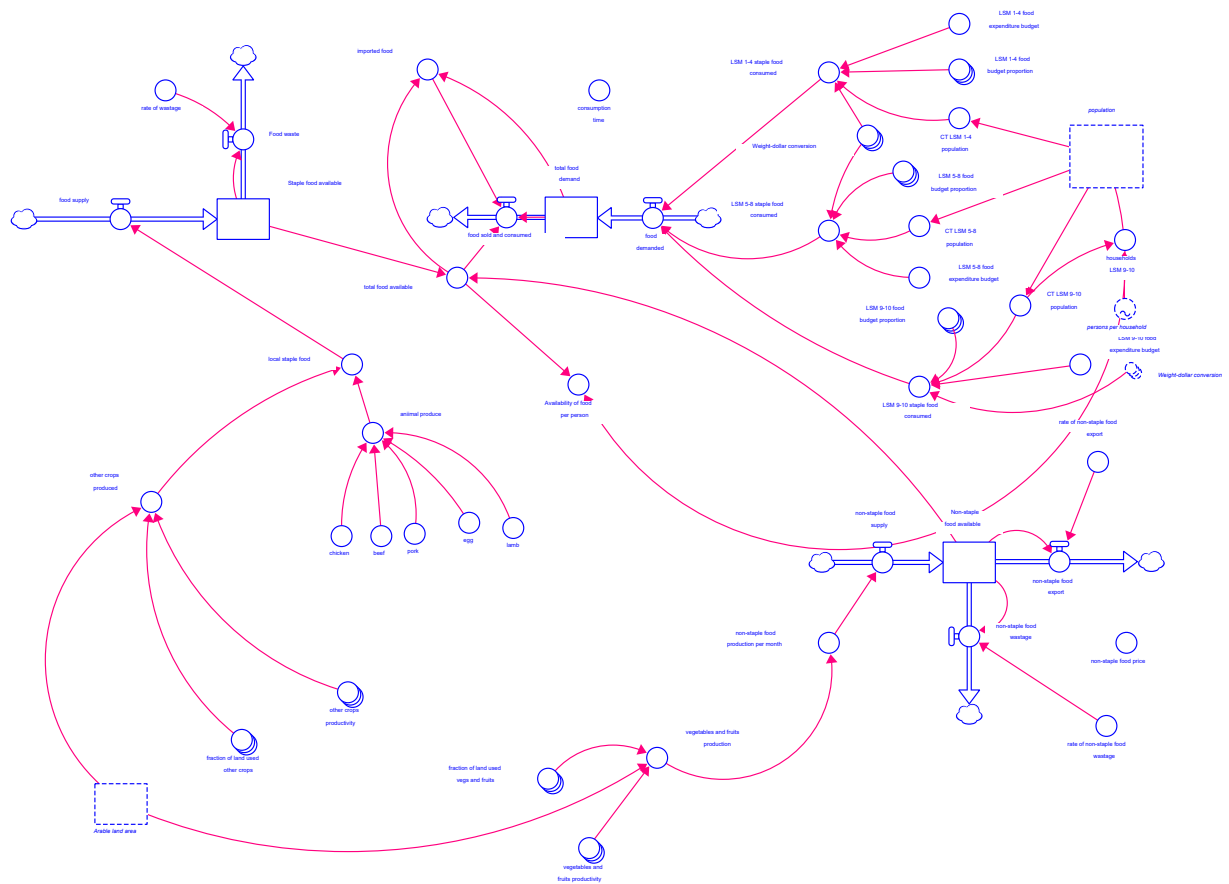 LSM 1-4 food
expenditure budget
imported food
LSM 1-4 staple food
consumed
LSM 1-4 food
budget proportion
rate of wastage
consumption
time
population
Food waste
CT LSM 1-4
population
Weight-dollar conversion
total food
demand
Staple food available
LSM 5-8 food
budget proportion
food supply
LSM 5-8 staple food
consumed
food sold and consumed
food
demanded
CT LSM 5-8
population
households
LSM 9-10
LSM 5-8 food
expenditure budget
total food available
CT LSM 9-10
population
LSM 9-10 food
budget proportion
persons per household
LSM 9-10 food
expenditure budget
local staple food
Weight-dollar conversion
Availability of food
per person
LSM 9-10 staple food
consumed
animal produce
rate of non-staple food
export
other crops
produced
non-staple food
supply
Non-staple
food available
chicken
beef
pork
egg
lamb
non-staple food
export
non-staple food
production per month
non-staple food
wastage
non-staple food price
other crops
productivity
vegetables and fruits
production
rate of non-staple food
wastage
fraction of land used
other crops
fraction of land used
vegs and fruits
Arable land area
vegetables and
fruits productivity